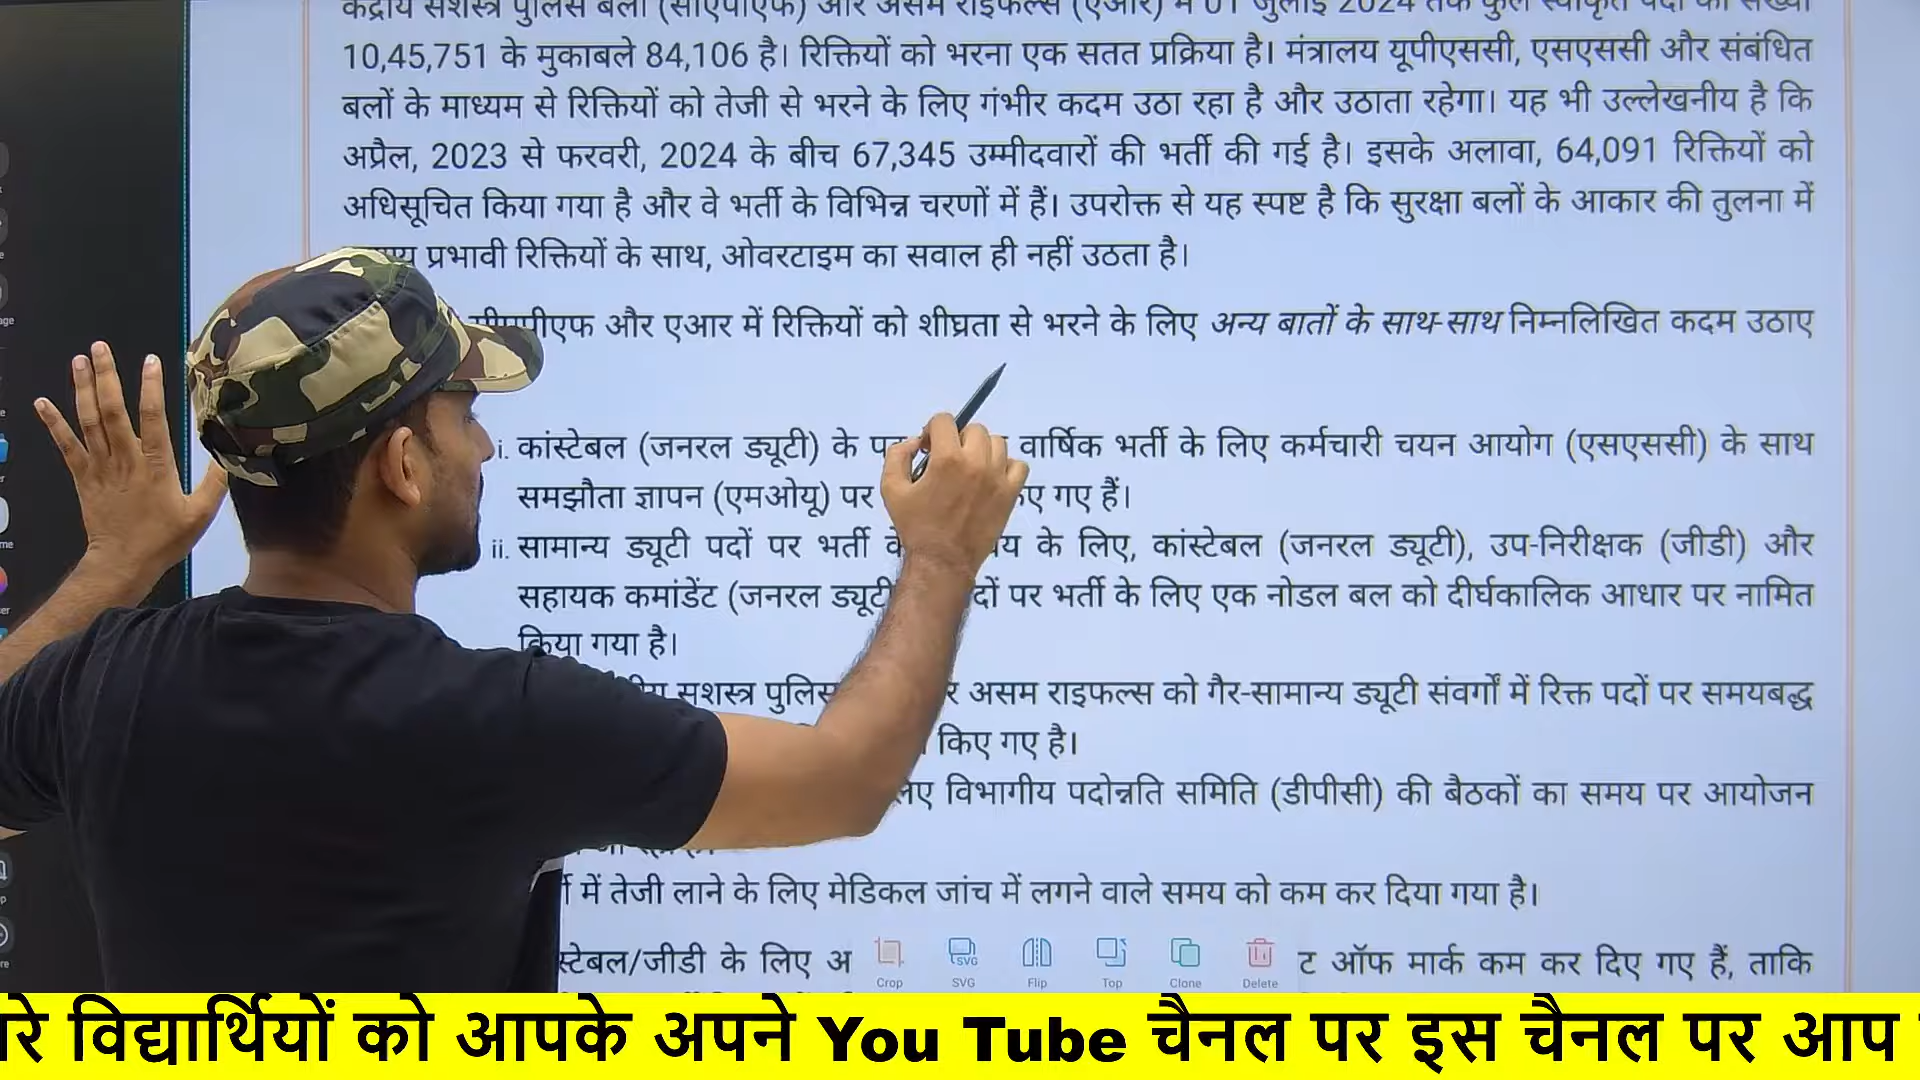 केंद्रीय सशस्त्र पुलिस बलों (सीएपीएफ) और असम राइफल्स (एआर) में 01 जुलाई 2024 तक कुल स्वीकृत पदों की संख्या
10,45,751 के मुकाबले 84,106 है। रिक्तियों को भरना एक सतत प्रक्रिया है। मंत्रालय यूपीएससी, एसएससी और संबंधित
बलों के माध्यम से रिक्तियों को तेजी से भरने के लिए गंभीर कदम उठा रहा है और उठाता रहेगा। यह भी उल्लेखनीय है कि
अप्रैल, 2023 से फरवरी, 2024 के बीच 67,345 उम्मीदवारों की भर्ती की गई है। इसके अलावा, 64,091 रिक्तियों को
अधिसूचित किया गया है और वे भर्ती के विभिन्न चरणों में हैं। उपरोक्त से यह स्पष्ट है कि सुरक्षा बलों के आकार की तुलना में
प्रभावी रिक्तियों के साथ, ओवरटाइम का सवाल ही नहीं उठता है।
और एआर में रिक्तियों को शीघ्रता से भरने के लिए अन्य बातों के साथ-साथ निम्नलिखित कदम उठाए
i. कांस्टेबल (जनरल ड्यूटी) के वार्षिक भर्ती के लिए कर्मचारी चयन आयोग (एसएससी) के साथ
समझौता ज्ञापन (एमओयू) पर गए हैं।
ii. सामान्य ड्यूटी पदों पर भर्ती के लिए, कांस्टेबल (जनरल ड्यूटी), उप-निरीक्षक (जीडी) और
सहायक कमांडेंट (जनरल ड्यूटी पर भर्ती के लिए एक नोडल बल को दीर्घकालिक आधार पर नामित
किया गया है।
सशस्त्र पुलिस असम राइफल्स को गैर-सामान्य ड्यूटी संवर्गों में रिक्त पदों पर समयबद्ध
किए गए है।
विभागीय पदोन्नति समिति (डीपीसी) की बैठकों का समय पर आयोजन
में तेजी लाने के लिए मेडिकल जांच में लगने वाले समय को कम कर दिया गया है।
स्टेबल/जीडी के लिए अ ट ऑफ मार्क कम कर दिए गए हैं, ताकि
Crop SVG Flip Top Clone Delete
रे विद्यार्थियों को आपके अपने You Tube चैनल पर इस चैनल पर आप